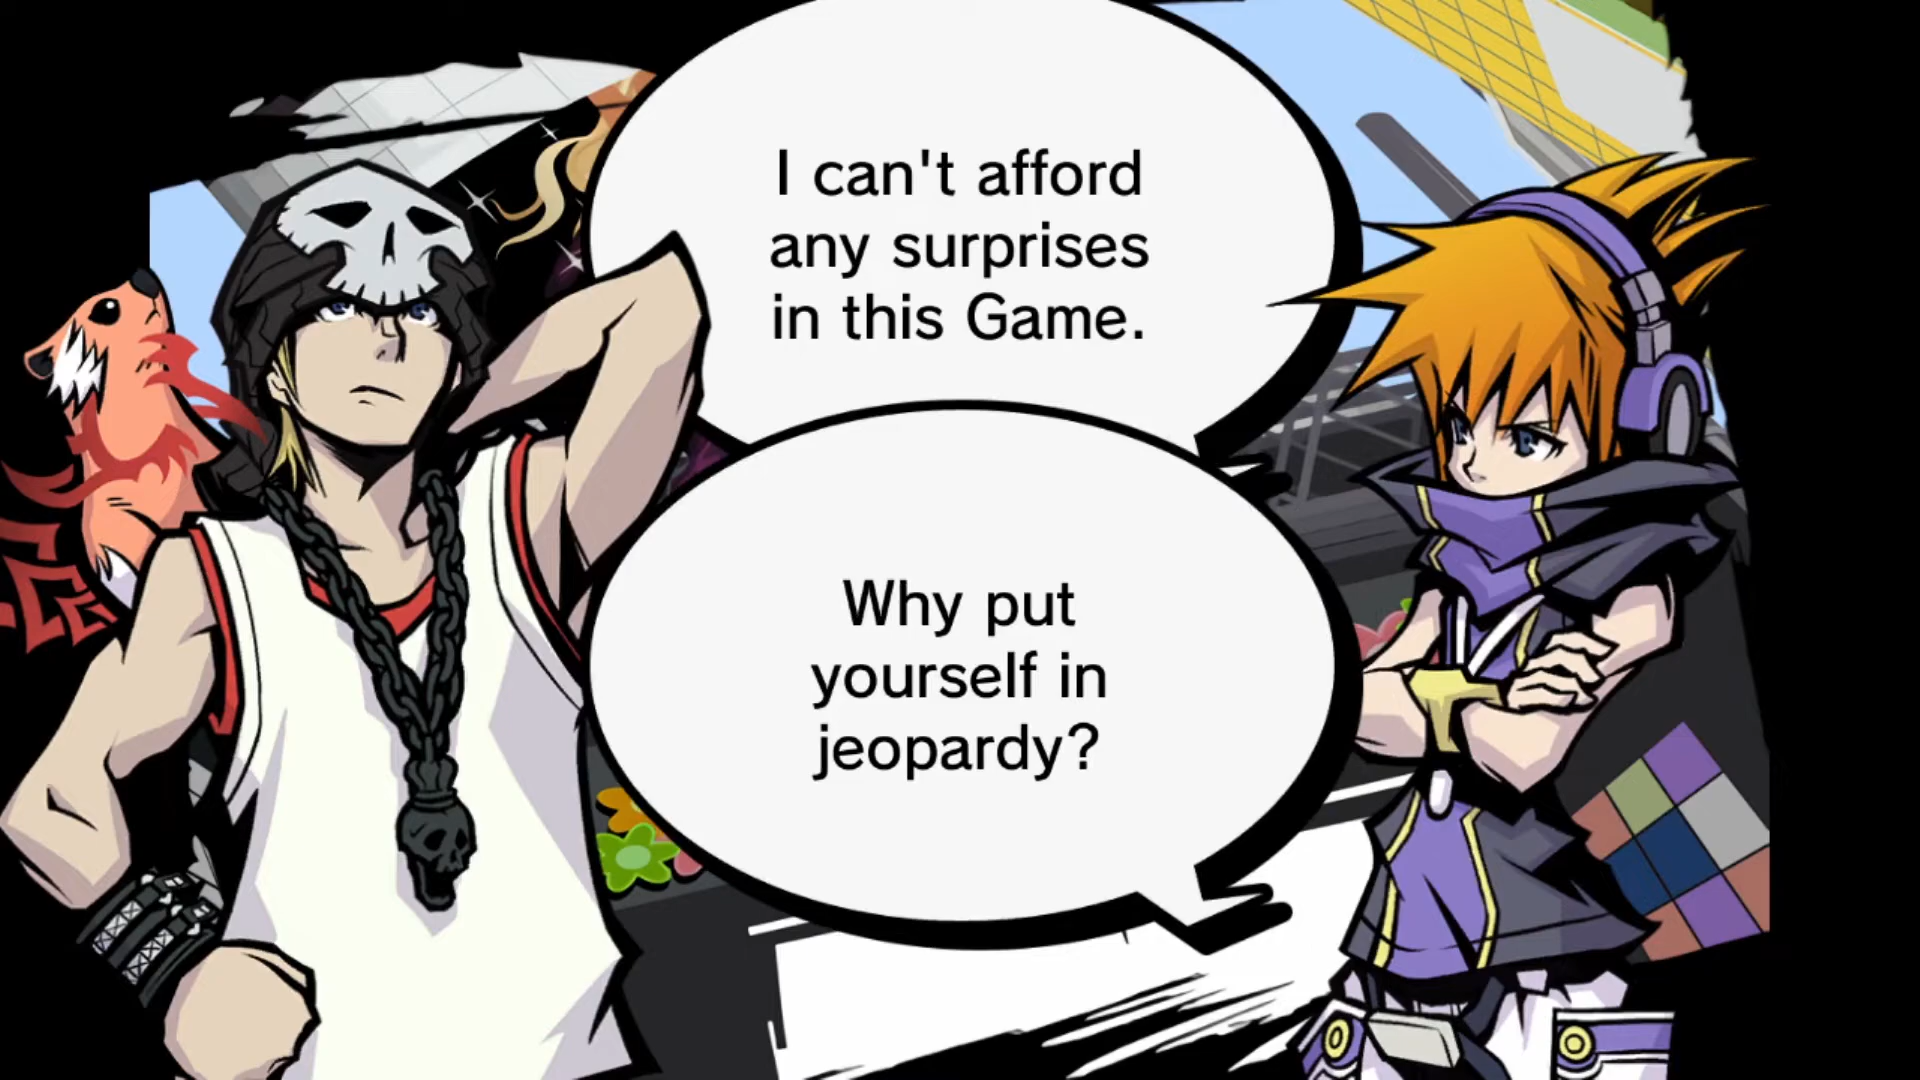 I can't afford
any surprises
in this Game.
Why put
yourself in
jeopardy?